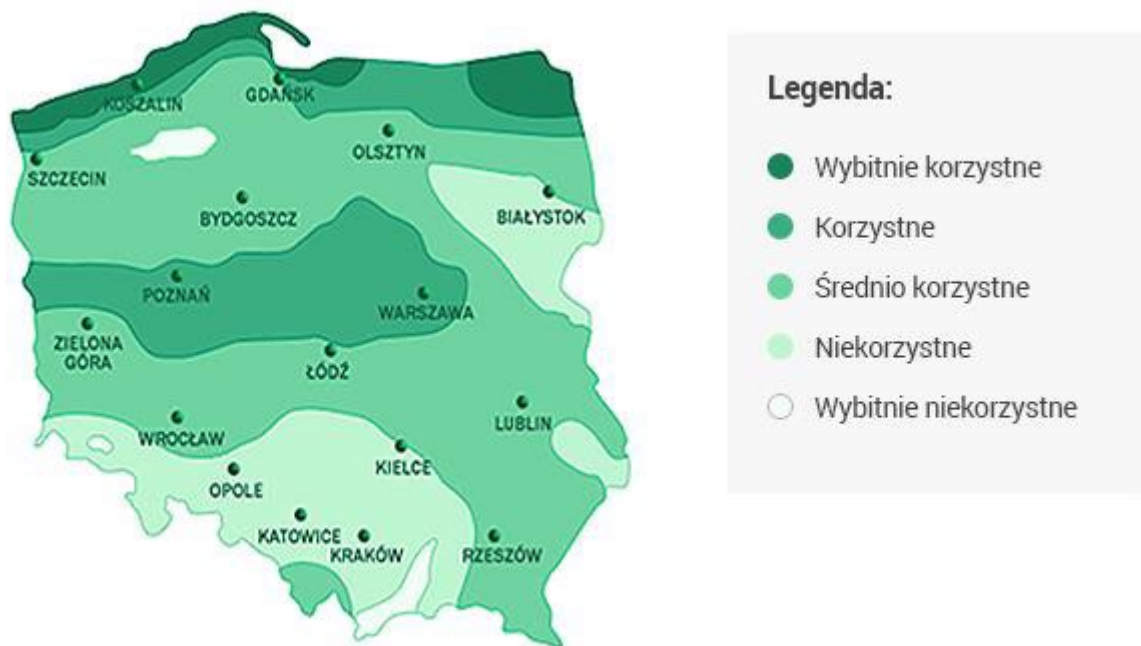 KOSZALIN
GDAŃSK
OLSZTYN
SZCZECIN
BYDGOSZCZ
BIAŁYSTOK
POZNAŃ
WARSZAWA
ZIELONA
GÓRA
ŁÓDŹ
LUBLIN
WROCŁAW
KIELCE
OPOLE
KATOWICE
KRAKÓW
RZESZÓW
Legenda:
Wybitnie korzystne
Korzystne
Średnio korzystne
Niekorzystne
Wybitnie niekorzystne